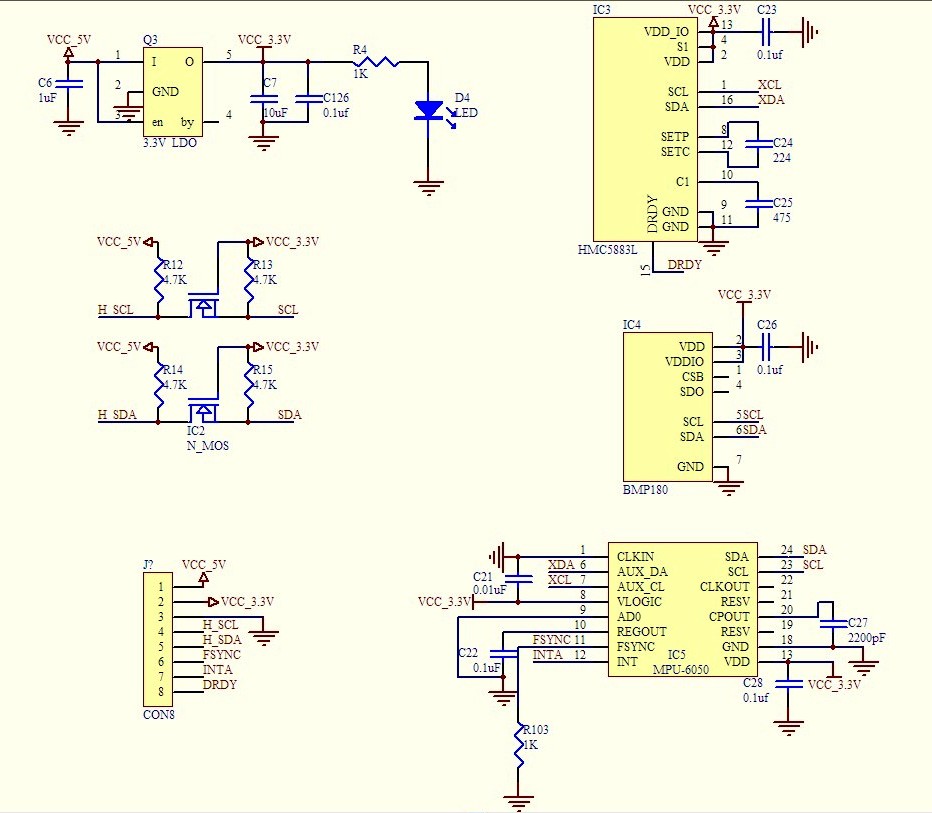 VCC_5V
C6
1uF
Q3
1
I
O
5
2
GND
3
en
by
4
3.3V LDO
VCC_3.3V
C7
10uF
C126
0.1uf
R4
1K
D4
LED
IC3
VCC_3.3V
VDD_IO
13
S1
4
VDD
2
C23
0.1uf
SCL
1
XCL
SDA
16
XDA
SETP
8
SETC
12
C24
224
C1
10
GND
9
GND
11
C25
475
DRDY
HMC5883L
15
DRDY
VCC_5V
VCC_3.3V
R12
4.7K
R13
4.7K
H_SCL
SCL
VCC_5V
VCC_3.3V
R14
4.7K
R15
4.7K
H_SDA
SDA
IC2
N_MOS
VCC_3.3V
IC4
VDD
2
VDDIO
3
CSB
1
SDO
4
C26
0.1uf
SCL
5
SCL
SDA
6
SDA
GND
7
BMP180
J?
VCC_5V
1
2
VCC_3.3V
3
4
H_SCL
5
H_SDA
6
FSYNC
7
INTA
8
DRDY
CON8
1
CLKIN
SDA
24
SDA
XDA
6
AUX_DA
SCL
23
SCL
C21
0.01uF
XCL
7
AUX_CL
CLKOUT
22
VCC_3.3V
8
VLOGIC
RESV
21
9
AD0
CPOUT
20
10
REGOUT
RESV
19
C27
2200pF
FSYNC
11
FSYNC
GND
18
INTA
12
INT
VDD
13
IC5
MPU-6050
C22
0.1uF
C28
0.1uf
VCC_3.3V
R103
1K